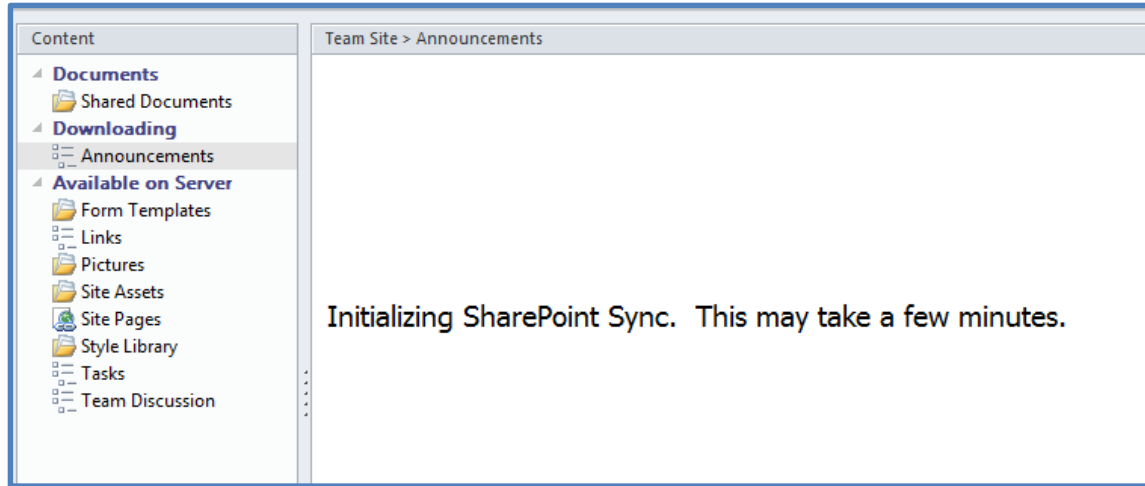 Content
Documents
Shared Documents
Downloading
Announcements
Available on Server
Form Templates
Links
Pictures
Site Assets
Site Pages
Style Library
Tasks
Team Discussion
Team Site > Announcements
Initializing SharePoint Sync.  This may take a few minutes.